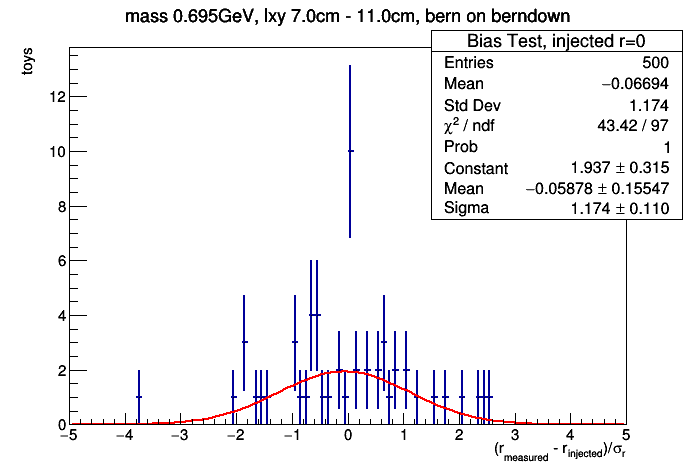 mass 0.695GeV, lxy 7.0cm - 11.0cm, bern on berndown
toys
Bias Test, injected r=0
Entries 500
Mean −0.06694
Std Dev 1.174
χ² / ndf 43.42 / 97
Prob 1
Constant 1.937 ± 0.315
Mean −0.05878 ± 0.15547
Sigma 1.174 ± 0.110
12
10
8
6
4
2
0
−5 −4 −3 −2 −1 0 1 2 3 4 5
(r_measured - r_injected)/σ_r